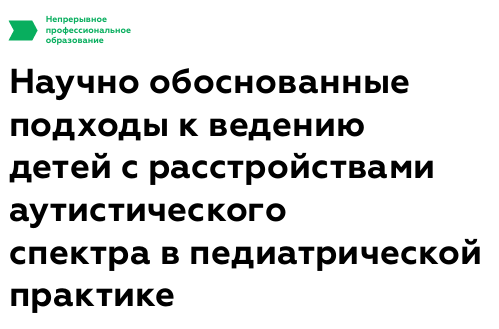 Непрерывное
профессиональное
образование
Научно обоснованные
подходы к ведению
детей с расстройствами
аутистического
спектра в педиатрической
практике